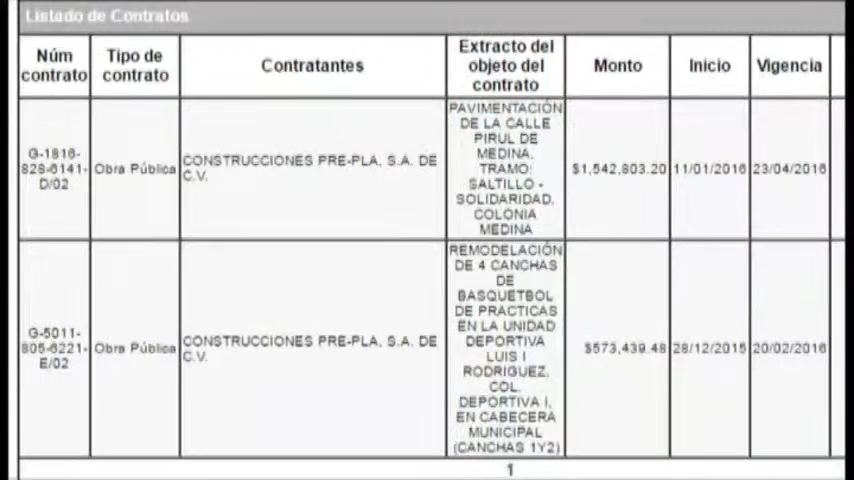 Listado de Contratos
Núm contrato
Tipo de contrato
Contratantes
Extracto del objeto del contrato
Monto
Inicio
Vigencia
G-1816-
828-6141-
D/02
Obra Pública
CONSTRUCCIONES PRE-PLA, S.A. DE
C.V.
PAVIMENTACIÓN
DE LA CALLE
PIRUL DE
MEDINA,
TRAMO:
SALTILLO -
SOLIDARIDAD,
COLONIA
MEDINA
$1,542,803.20
11/01/2016
23/04/2016
G-5011-
805-6221-
E/02
Obra Pública
CONSTRUCCIONES PRE-PLA, S.A. DE
C.V.
REMODELACIÓN
DE 4 CANCHAS
DE
BASQUETBOL
DE PRACTICAS
EN LA UNIDAD
DEPORTIVA
LUIS I
RODRIGUEZ,
COL.
DEPORTIVA I,
EN CABECERA
MUNICIPAL
(CANCHAS 1Y2)
$573,439.48
28/12/2015
20/02/2016
1